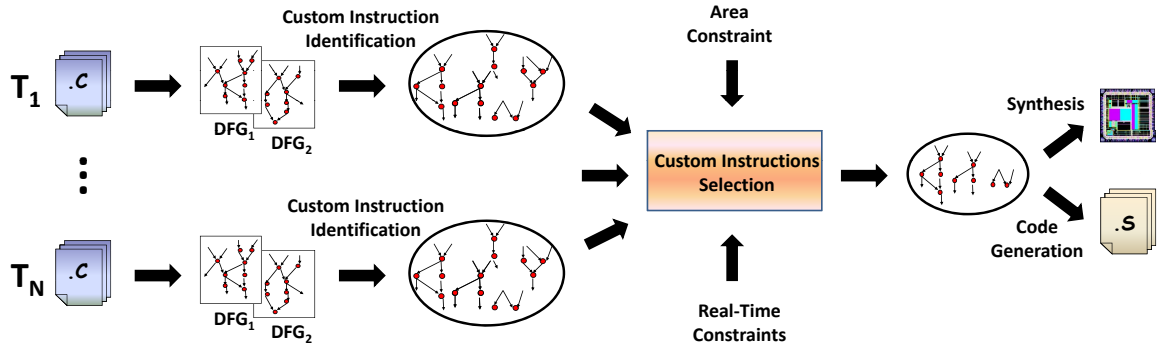 T1
.C
DFG1
DFG2
Custom Instruction
Identification
TN
.C
DFG1
DFG2
Custom Instruction
Identification
Area
Constraint
Custom Instructions
Selection
Real-Time
Constraints
Synthesis
Code
Generation
.S